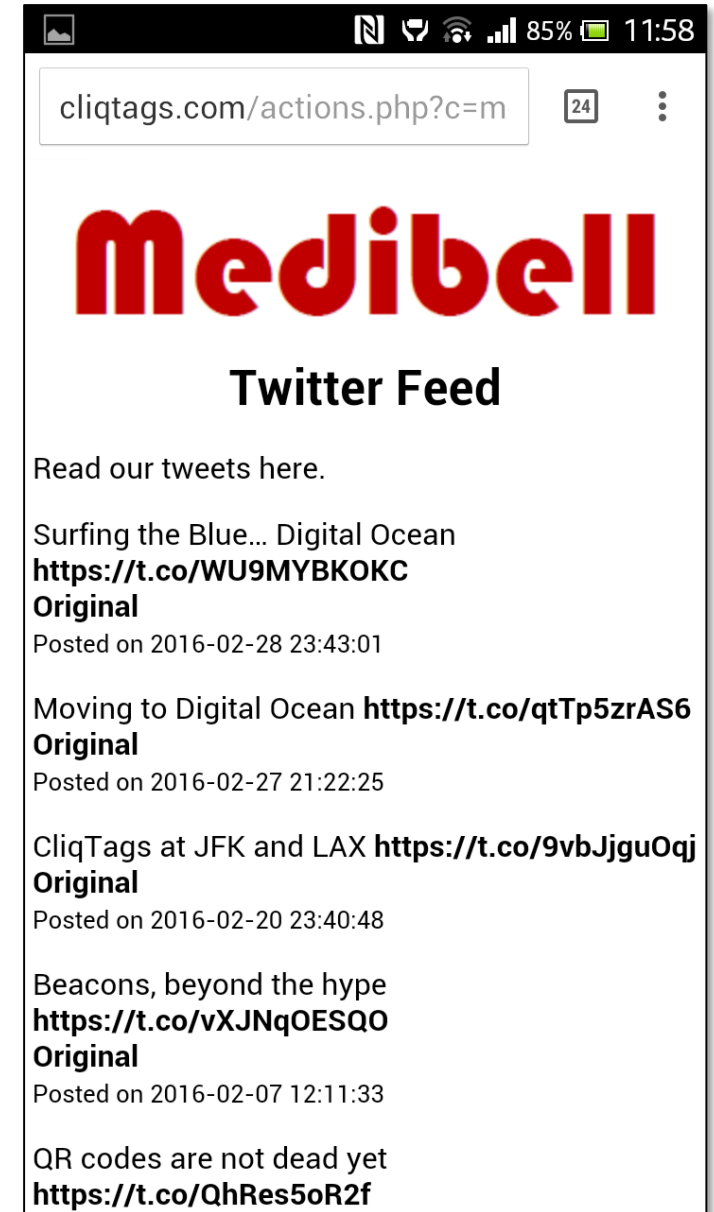 85% 11:58
cliqtags.com/actions.php?c=m 24
Medibell
Twitter Feed
Read our tweets here.
Surfing the Blue… Digital Ocean
https://t.co/WU9MYBKOKC
Original
Posted on 2016-02-28 23:43:01
Moving to Digital Ocean https://t.co/qtTp5zrAS6
Original
Posted on 2016-02-27 21:22:25
CliqTags at JFK and LAX https://t.co/9vbJjguOqj
Original
Posted on 2016-02-20 23:40:48
Beacons, beyond the hype
https://t.co/vXJNqOESQO
Original
Posted on 2016-02-07 12:11:33
QR codes are not dead yet
https://t.co/QhRes5oR2f